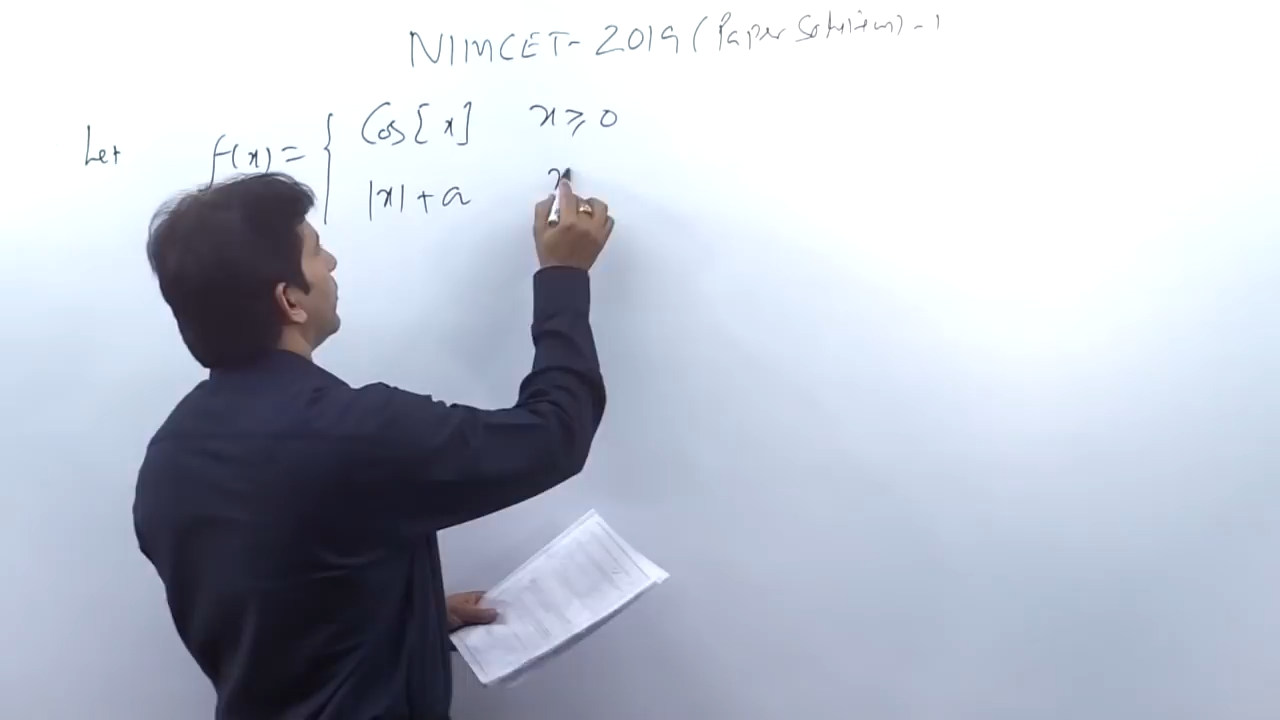 NIMCET-2019 (Paper Solution)-1
Let f(x) = { Cos[x] x ≥ 0
|x| + a x